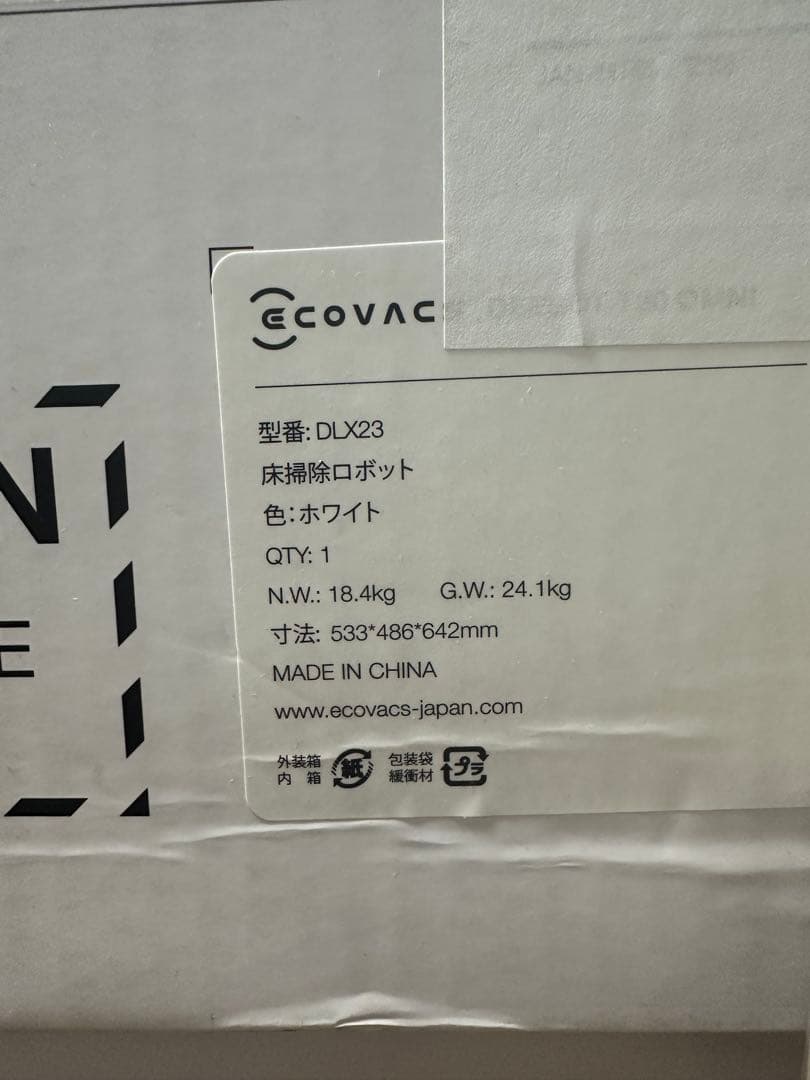 ECOVAC
型番: DLX23
床掃除ロボット
色:ホワイト
QTY: 1
N.W.: 18.4kg G.W.: 24.1kg
寸法: 533*486*642mm
MADE IN CHINA
www.ecovacs-japan.com
外装箱 内箱 紙 包装袋 緩衝材 プラ
N
E